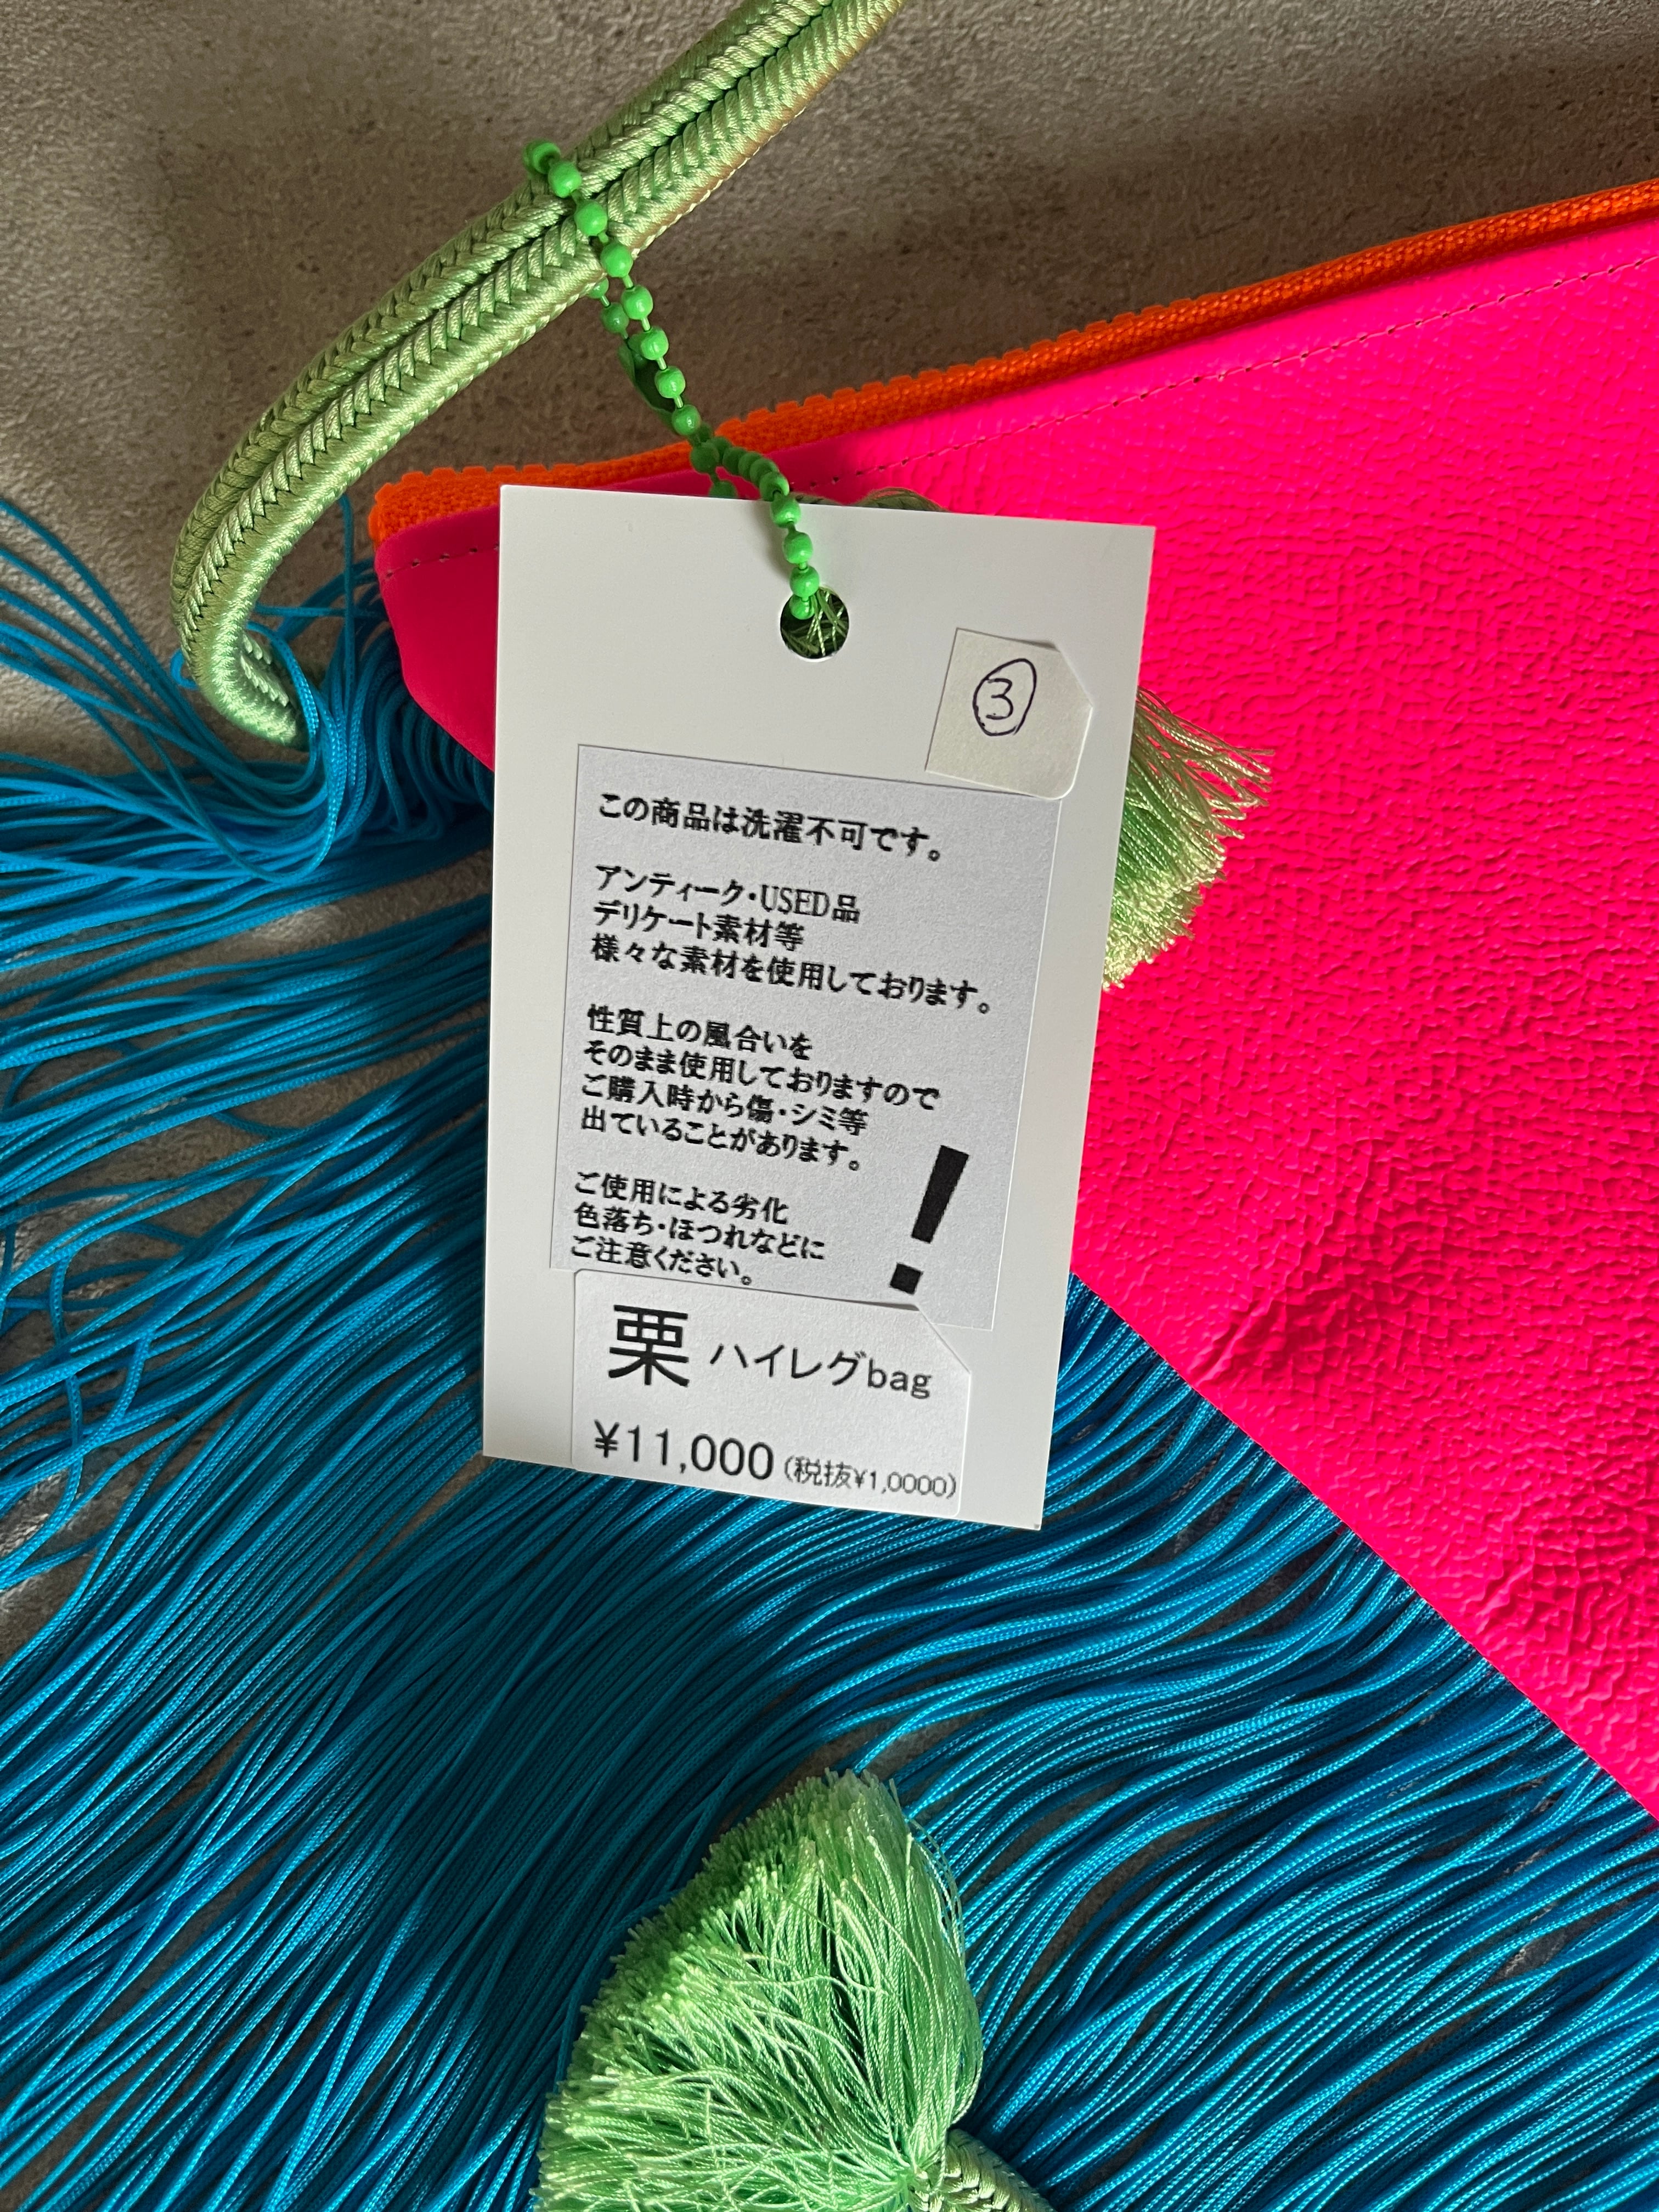 ③
この商品は洗濯不可です。
アンティーク・USED品
デリケート素材等
様々な素材を使用しております。
性質上の風合いを
そのまま使用しておりますので
ご購入時から傷・シミ等
出ていることがあります。
ご使用による劣化
色落ち・ほつれなどに
ご注意ください。
!
栗 ハイレグbag
¥11,000 (税抜¥1,0000)